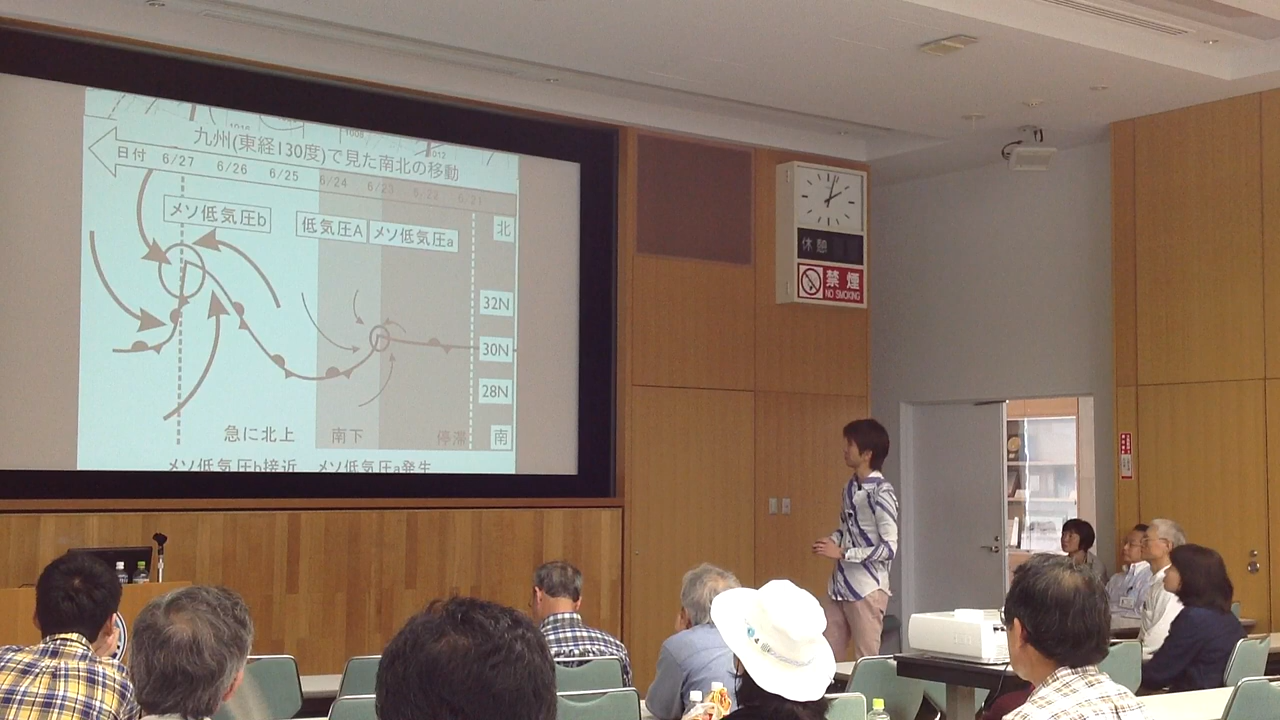 1008
1012
九州(東経130度)で見た南北の移動
日付 6/27 6/26 6/25 6/24 6/23 6/22 6/21
メソ低気圧b
低気圧A
メソ低気圧a
北
32N
30N
28N
南
急に北上 南下 停滞
メソ低気圧b接近 メソ低気圧a発生
休憩
禁煙
NO SMOKING